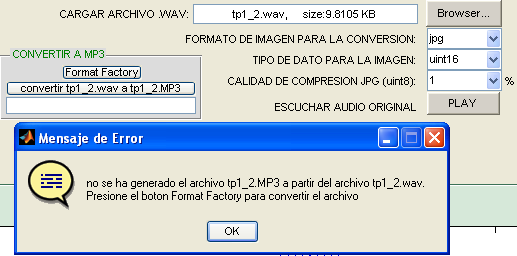 CARGAR ARCHIVO .WAV: tp1_2.wav, size:9.8105 KB Browser...
FORMATO DE IMAGEN PARA LA CONVERSION: jpg
CONVERTIR A MP3
TIPO DE DATO PARA LA IMAGEN: uint16
Format Factory
CALIDAD DE COMPRESION JPG (uint8): 1 %
convertir tp1_2.wav a tp1_2.MP3
ESCUCHAR AUDIO ORIGINAL PLAY
Mensaje de Error
no se ha generado el archivo tp1_2.MP3 a partir del archivo tp1_2.wav.
Presione el boton Format Factory para convertir el archivo
OK